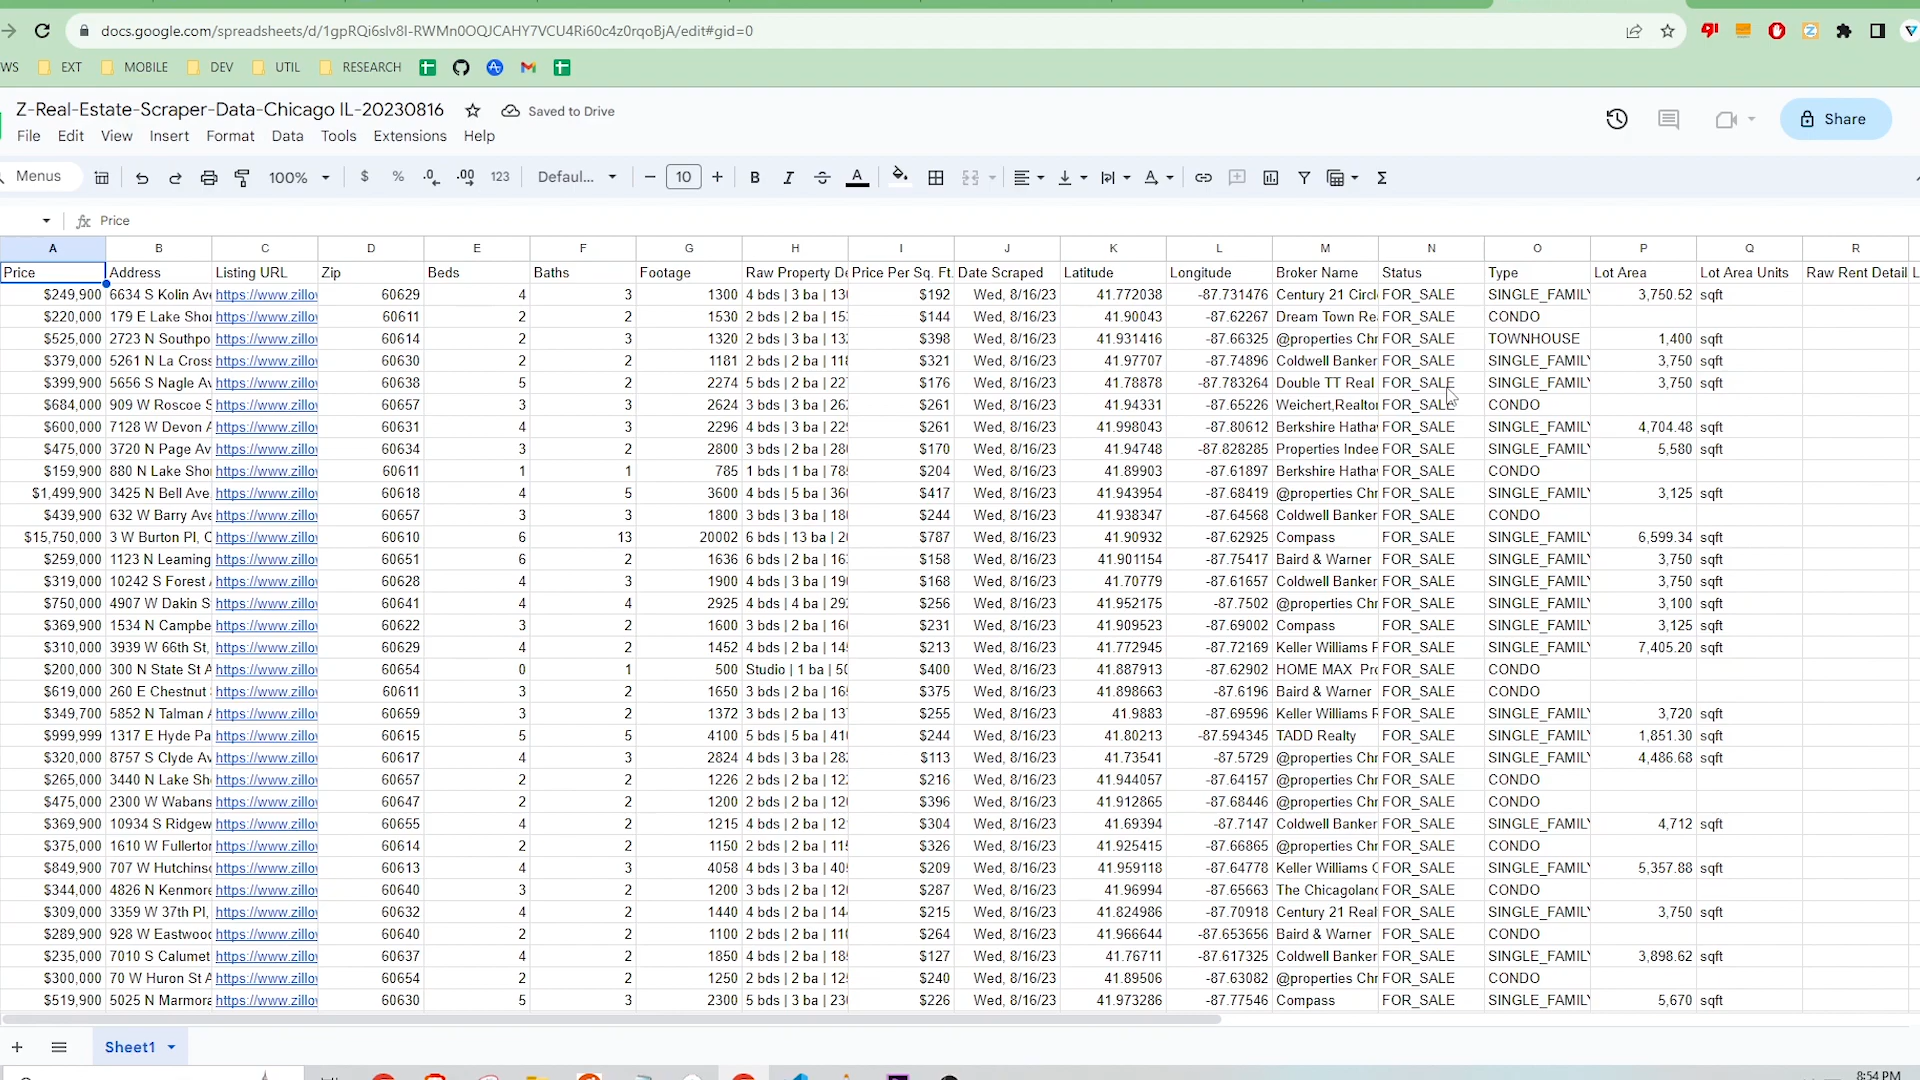 docs.google.com/spreadsheets/d/1gpRQi6slv8I-RWMn0OQJCAHY7VCU4Ri60c4z0rqoBjA/edit#gid=0
WS EXT MOBILE DEV UTIL RESEARCH
Z-Real-Estate-Scraper-Data-Chicago IL-20230816 Saved to Drive
File Edit View Insert Format Data Tools Extensions Help
Share
Menus 100% $ % .0 .00 123 Defaul... 10 B I A Σ
fx Price
A B C D E F G H I J K L M N O P Q R
Price Address Listing URL Zip Beds Baths Footage Raw Property De Price Per Sq. Ft. Date Scraped Latitude Longitude Broker Name Status Type Lot Area Lot Area Units Raw Rent Detail L
$249,900 6634 S Kolin Ave https://www.zillo 60629 4 3 1300 4 bds | 3 ba | 130 $192 Wed, 8/16/23 41.772038 -87.731476 Century 21 Circl FOR_SALE SINGLE_FAMILY 3,750.52 sqft
$220,000 179 E Lake Sho https://www.zillo 60611 2 2 1530 2 bds | 2 ba | 15 $144 Wed, 8/16/23 41.90043 -87.62267 Dream Town Re FOR_SALE CONDO
$525,000 2723 N Southpo https://www.zillo 60614 2 3 1320 2 bds | 3 ba | 13 $398 Wed, 8/16/23 41.931416 -87.66325 @properties Chr FOR_SALE TOWNHOUSE 1,400 sqft
$379,000 5261 N La Cross https://www.zillo 60630 2 2 1181 2 bds | 2 ba | 118 $321 Wed, 8/16/23 41.97707 -87.74896 Coldwell Banker FOR_SALE SINGLE_FAMILY 3,750 sqft
$399,900 5656 S Nagle Av https://www.zillo 60638 5 2 2274 5 bds | 2 ba | 22 $176 Wed, 8/16/23 41.78878 -87.783264 Double TT Real FOR_SALE SINGLE_FAMILY 3,750 sqft
$684,000 909 W Roscoe S https://www.zillo 60657 3 3 2624 3 bds | 3 ba | 26 $261 Wed, 8/16/23 41.94331 -87.65226 Weichert,Realtor FOR_SALE CONDO
$600,000 7128 W Devon A https://www.zillo 60631 4 3 2296 4 bds | 3 ba | 22 $261 Wed, 8/16/23 41.998043 -87.80612 Berkshire Hatha FOR_SALE SINGLE_FAMILY 4,704.48 sqft
$475,000 3720 N Page Av https://www.zillo 60634 3 2 2800 3 bds | 2 ba | 280 $170 Wed, 8/16/23 41.94748 -87.828285 Properties Indee FOR_SALE SINGLE_FAMILY 5,580 sqft
$159,900 880 N Lake Sho https://www.zillo 60611 1 1 785 1 bds | 1 ba | 785 $204 Wed, 8/16/23 41.89903 -87.61897 Berkshire Hatha FOR_SALE CONDO
$1,499,900 3425 N Bell Ave https://www.zillo 60618 4 5 3600 4 bds | 5 ba | 360 $417 Wed, 8/16/23 41.943954 -87.68419 @properties Chr FOR_SALE SINGLE_FAMILY 3,125 sqft
$439,900 632 W Barry Ave https://www.zillo 60657 3 3 1800 3 bds | 3 ba | 180 $244 Wed, 8/16/23 41.938347 -87.64568 Coldwell Banker FOR_SALE CONDO
$15,750,000 3 W Burton Pl, C https://www.zillo 60610 6 13 20002 6 bds | 13 ba | 20 $787 Wed, 8/16/23 41.90932 -87.62925 Compass FOR_SALE SINGLE_FAMILY 6,599.34 sqft
$259,000 1123 N Leaming https://www.zillo 60651 6 2 1636 6 bds | 2 ba | 16 $158 Wed, 8/16/23 41.901154 -87.75417 Baird & Warner FOR_SALE SINGLE_FAMILY 3,750 sqft
$319,000 10242 S Forest A https://www.zillo 60628 4 3 1900 4 bds | 3 ba | 190 $168 Wed, 8/16/23 41.70779 -87.61657 Coldwell Banker FOR_SALE SINGLE_FAMILY 3,750 sqft
$750,000 4907 W Dakin S https://www.zillo 60641 4 4 2925 4 bds | 4 ba | 29 $256 Wed, 8/16/23 41.952175 -87.7502 @properties Chr FOR_SALE SINGLE_FAMILY 3,100 sqft
$369,900 1534 N Campbe https://www.zillo 60622 3 2 1600 3 bds | 2 ba | 160 $231 Wed, 8/16/23 41.909523 -87.69002 Compass FOR_SALE SINGLE_FAMILY 3,125 sqft
$310,000 3939 W 66th St, https://www.zillo 60629 4 2 1452 4 bds | 2 ba | 14 $213 Wed, 8/16/23 41.772945 -87.72169 Keller Williams P FOR_SALE SINGLE_FAMILY 7,405.20 sqft
$200,000 300 N State St A https://www.zillo 60654 0 1 500 Studio | 1 ba | 50 $400 Wed, 8/16/23 41.887913 -87.62902 HOME MAX Pro FOR_SALE CONDO
$619,000 260 E Chestnut https://www.zillo 60611 3 2 1650 3 bds | 2 ba | 165 $375 Wed, 8/16/23 41.898663 -87.6196 Baird & Warner FOR_SALE CONDO
$349,700 5852 N Talman A https://www.zillo 60659 3 2 1372 3 bds | 2 ba | 13 $255 Wed, 8/16/23 41.9883 -87.69596 Keller Williams P FOR_SALE SINGLE_FAMILY 3,720 sqft
$999,999 1317 E Hyde Pa https://www.zillo 60615 5 5 4100 5 bds | 5 ba | 410 $244 Wed, 8/16/23 41.80213 -87.594345 TADD Realty FOR_SALE SINGLE_FAMILY 1,851.30 sqft
$320,000 8757 S Clyde Av https://www.zillo 60617 4 3 2824 4 bds | 3 ba | 28 $113 Wed, 8/16/23 41.73541 -87.5729 @properties Chr FOR_SALE SINGLE_FAMILY 4,486.68 sqft
$265,000 3440 N Lake Sh https://www.zillo 60657 2 2 1226 2 bds | 2 ba | 12 $216 Wed, 8/16/23 41.944057 -87.64157 @properties Chr FOR_SALE CONDO
$475,000 2300 W Wabans https://www.zillo 60647 2 2 1200 2 bds | 2 ba | 120 $396 Wed, 8/16/23 41.912865 -87.68446 @properties Chr FOR_SALE CONDO
$369,900 10934 S Ridgew https://www.zillo 60655 4 2 1215 4 bds | 2 ba | 12 $304 Wed, 8/16/23 41.69394 -87.7147 Coldwell Banker FOR_SALE SINGLE_FAMILY 4,712 sqft
$375,000 1610 W Fullerton https://www.zillo 60614 2 2 1150 2 bds | 2 ba | 115 $326 Wed, 8/16/23 41.925415 -87.66865 @properties Chr FOR_SALE CONDO
$849,900 707 W Hutchins https://www.zillo 60613 4 3 4058 4 bds | 3 ba | 405 $209 Wed, 8/16/23 41.959118 -87.64778 Keller Williams C FOR_SALE SINGLE_FAMILY 5,357.88 sqft
$344,000 4826 N Kenmore https://www.zillo 60640 3 2 1200 3 bds | 2 ba | 120 $287 Wed, 8/16/23 41.96994 -87.65663 The Chicagoland FOR_SALE CONDO
$309,000 3359 W 37th Pl, https://www.zillo 60632 4 2 1440 4 bds | 2 ba | 144 $215 Wed, 8/16/23 41.824986 -87.70918 Century 21 Real FOR_SALE SINGLE_FAMILY 3,750 sqft
$289,900 928 W Eastwood https://www.zillo 60640 2 2 1100 2 bds | 2 ba | 110 $264 Wed, 8/16/23 41.966644 -87.653656 Baird & Warner FOR_SALE CONDO
$235,000 7010 S Calumet https://www.zillo 60637 4 2 1850 4 bds | 2 ba | 185 $127 Wed, 8/16/23 41.76711 -87.617325 Coldwell Banker FOR_SALE SINGLE_FAMILY 3,898.62 sqft
$300,000 70 W Huron St A https://www.zillo 60654 2 2 1250 2 bds | 2 ba | 125 $240 Wed, 8/16/23 41.89506 -87.63082 @properties Chr FOR_SALE CONDO
$519,900 5025 N Marmora https://www.zillo 60630 5 3 2300 5 bds | 3 ba | 230 $226 Wed, 8/16/23 41.973286 -87.77546 Compass FOR_SALE SINGLE_FAMILY 5,670 sqft
Sheet1
8:54 PM